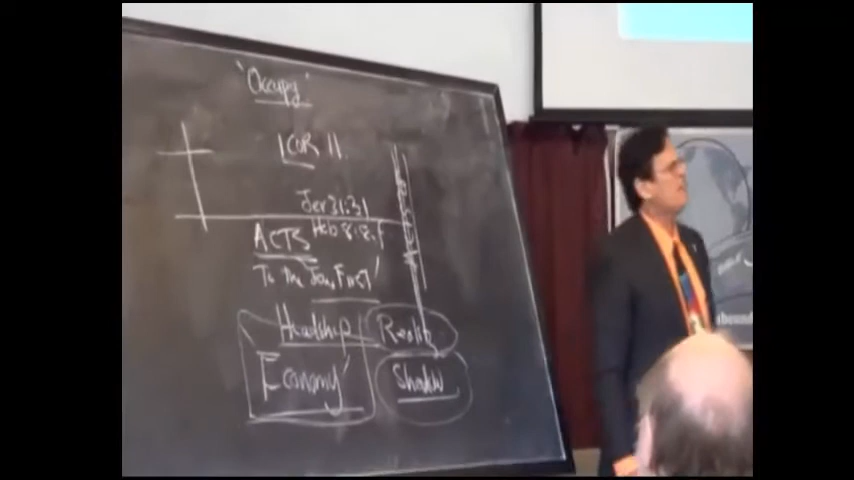 'Occupy'
1 COR 11.
Jer 31:31
ACTS Heb 8:8.f
To The Jew, First'
Headship Reality
Economy' Shadow